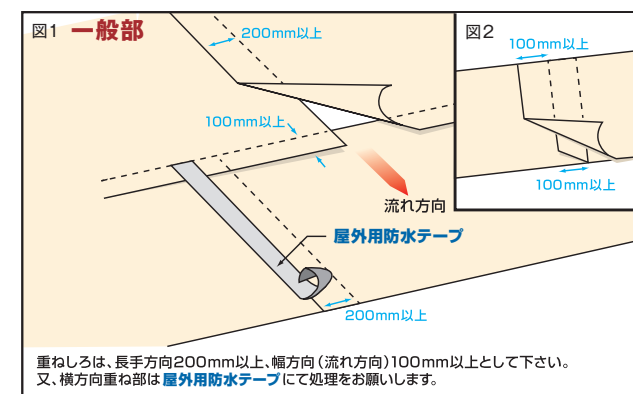 図1 一般部
200mm以上
100mm以上
流れ方向
屋外用防水テープ
200mm以上
図2
100mm以上
100mm以上
重ねしろは、長手方向200mm以上、幅方向(流れ方向)100mm以上として下さい。
又、横方向重ね部は屋外用防水テープにて処理をお願いします。